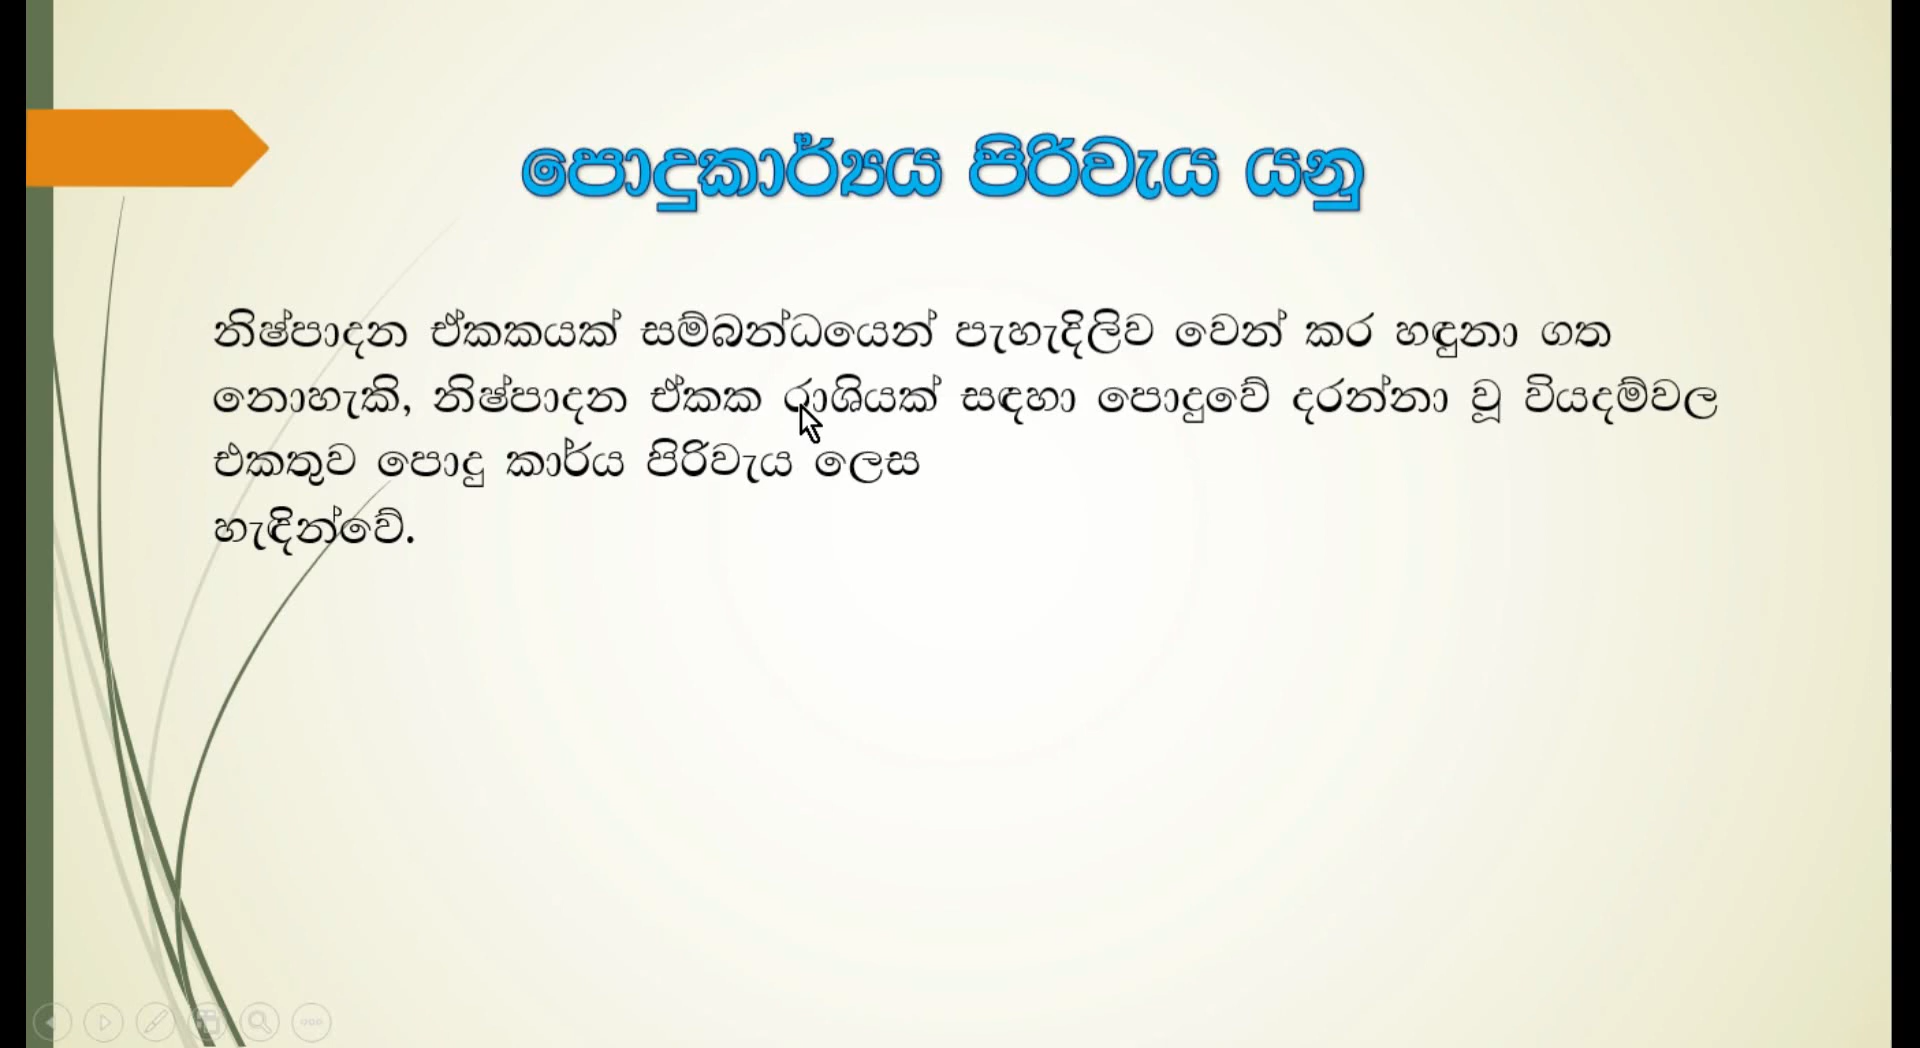 පොදුකාර්‍ය්‍යය පිරිවැය යනු
නිෂ්පාදන ඒකකයක් සම්බන්ධයෙන් පැහැදිලිව වෙන් කර හඳුනා ගත
නොහැකි, නිෂ්පාදන ඒකක රාශියක් සඳහා පොදුවේ දරන්නා වූ වියදම්වල
එකතුව පොදු කාර්ය පිරිවැය ලෙස
හැඳින්වේ.